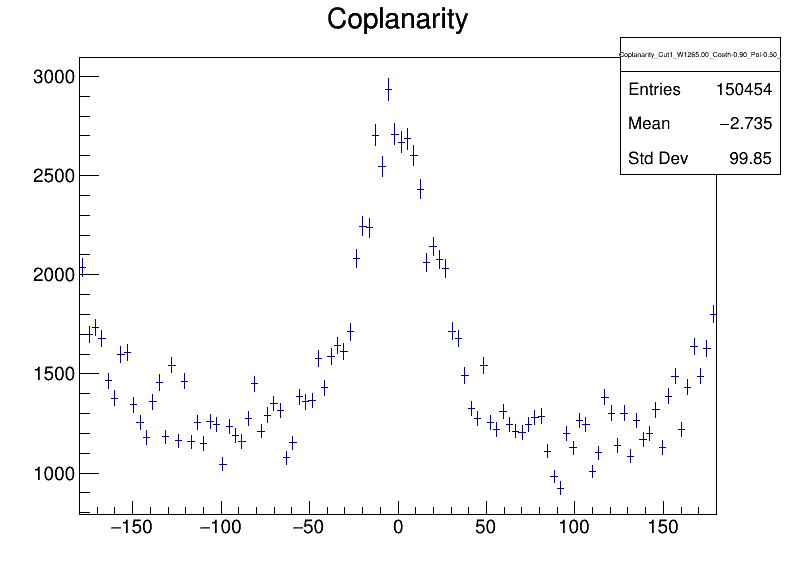 Coplanarity
Coplanarity_Cut1_W1265.00_Costh-0.90_Pol-0.50_
Entries 150454
Mean −2.735
Std Dev 99.85
3000
2500
2000
1500
1000
−150 −100 −50 0 50 100 150